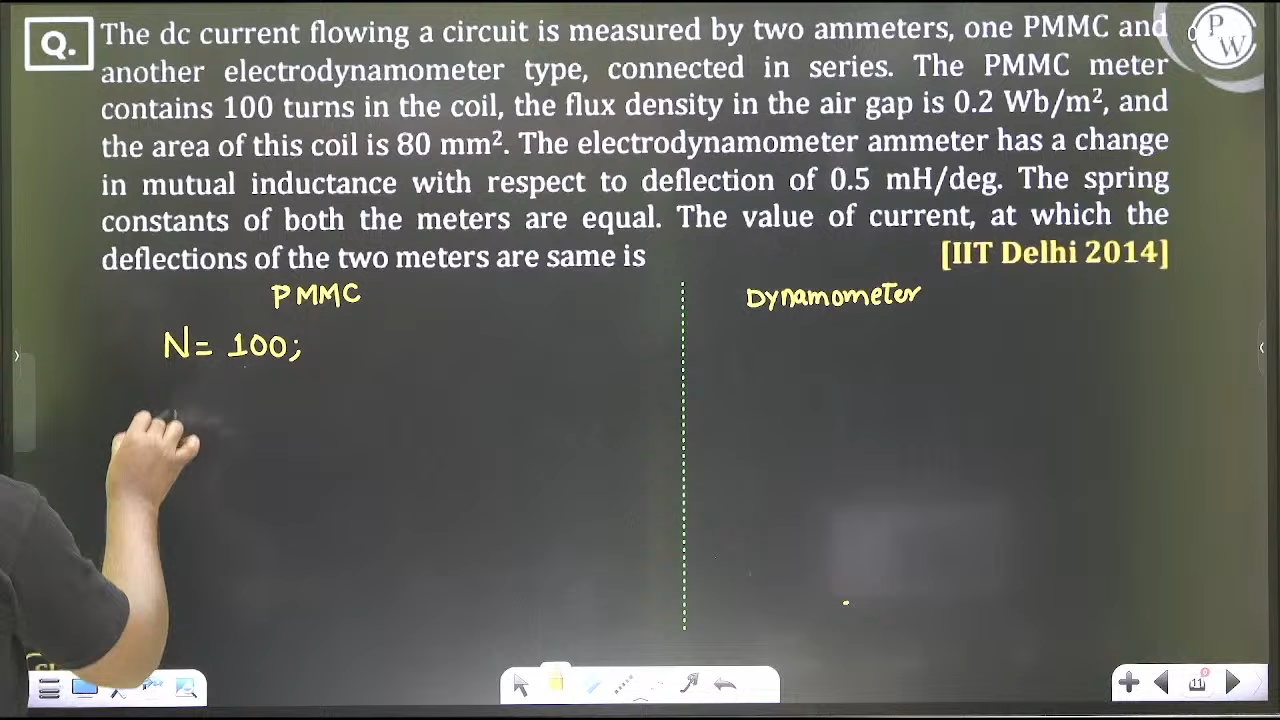 Q. The dc current flowing a circuit is measured by two ammeters, one PMMC and
another electrodynamometer type, connected in series. The PMMC meter
contains 100 turns in the coil, the flux density in the air gap is 0.2 Wb/m², and
the area of this coil is 80 mm². The electrodynamometer ammeter has a change
in mutual inductance with respect to deflection of 0.5 mH/deg. The spring
constants of both the meters are equal. The value of current, at which the
deflections of the two meters are same is [IIT Delhi 2014]
PW
PMMC
Dynamometer
N = 100;
11